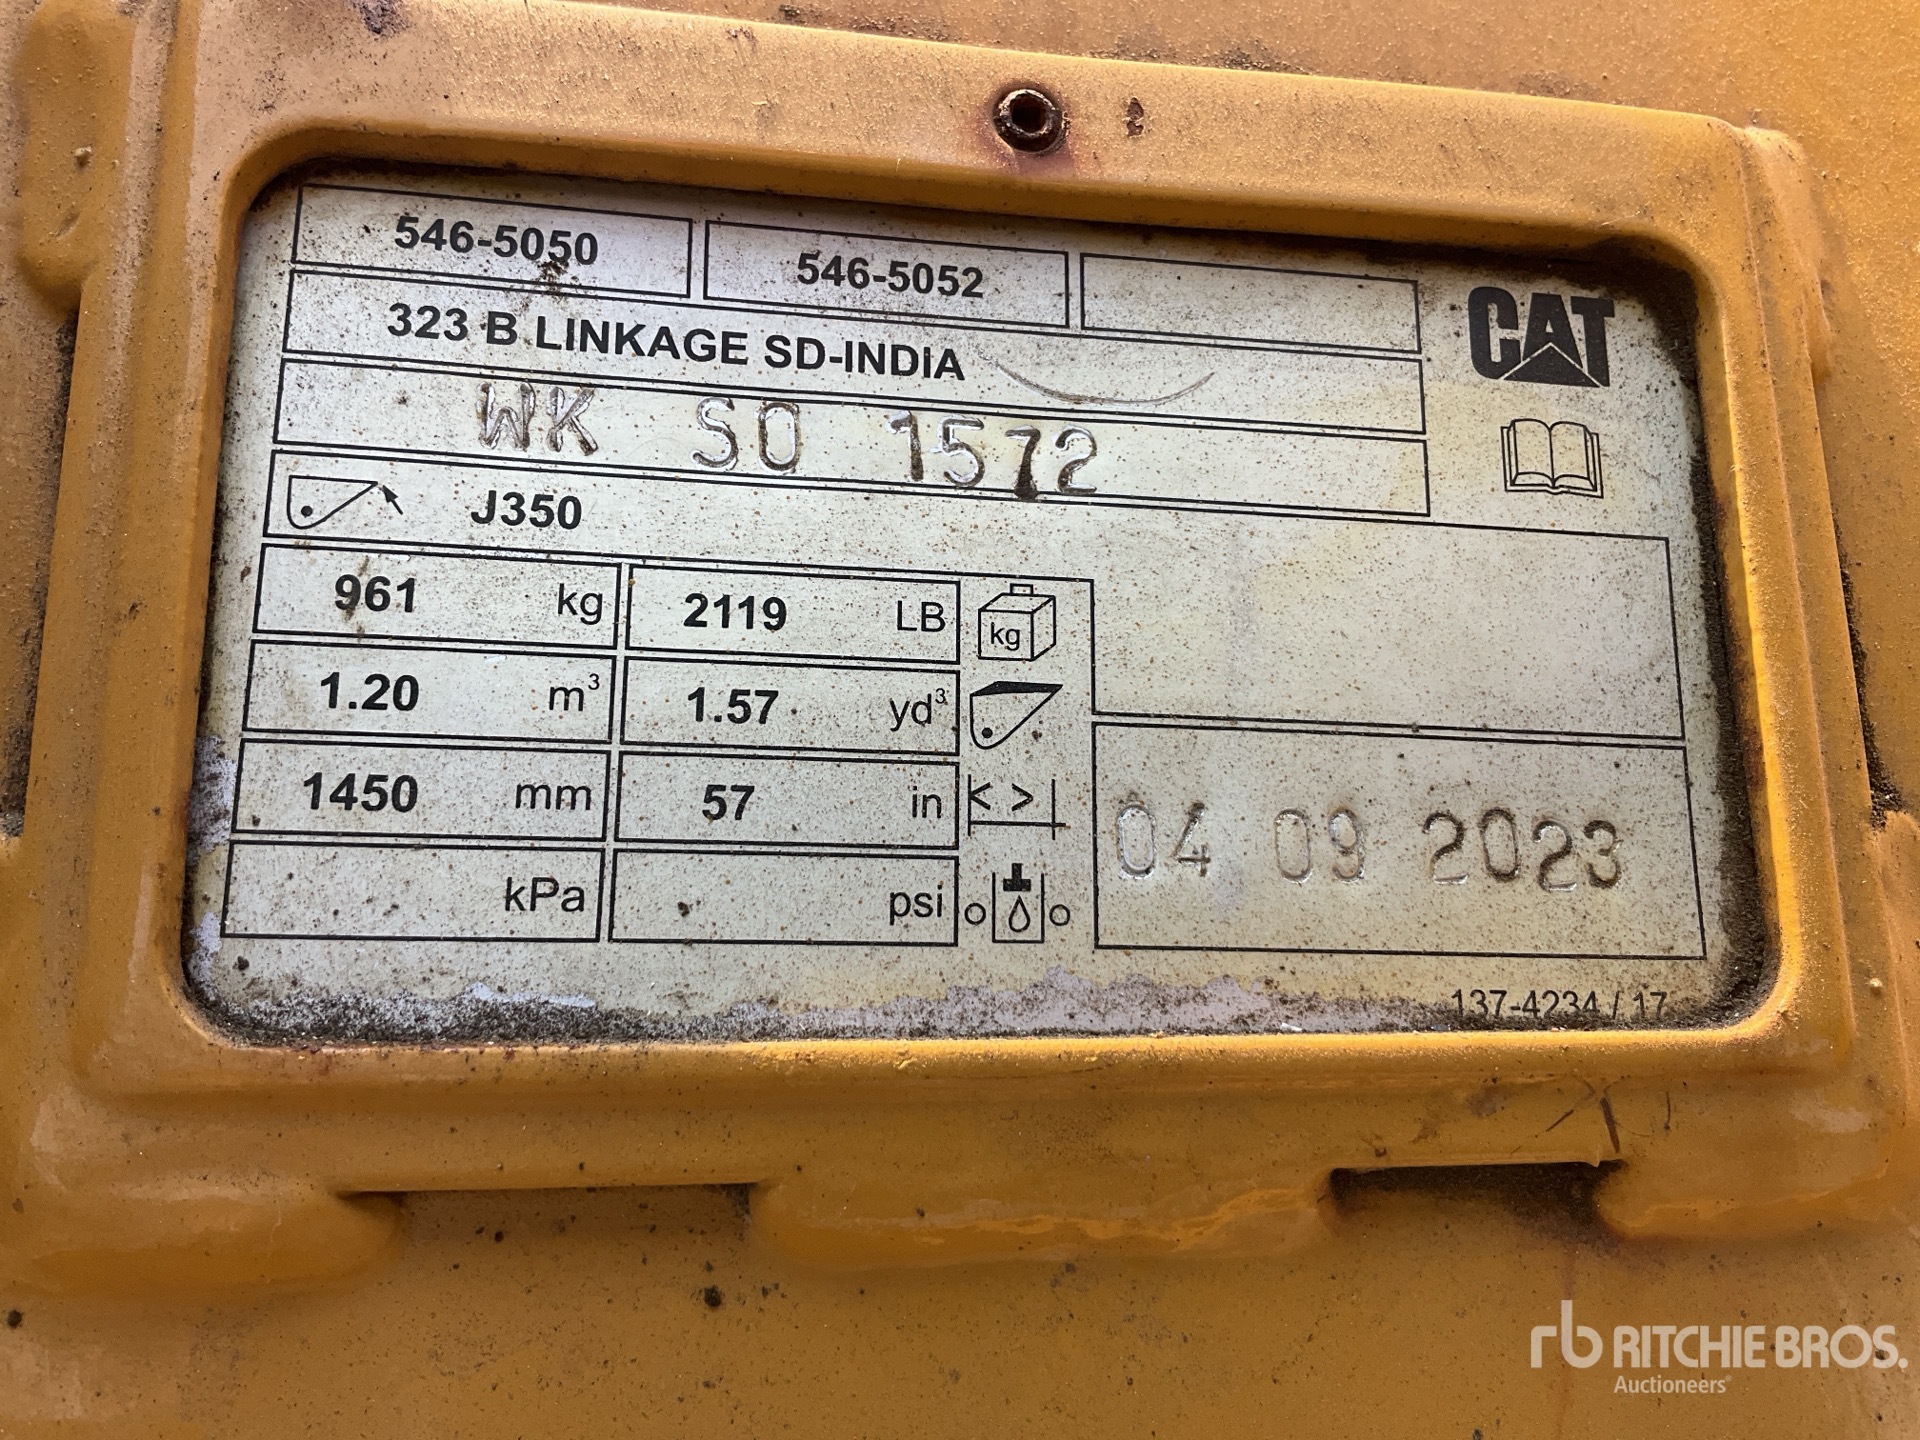 546-5050 546-5052
CAT
323 B LINKAGE SD-INDIA
WK SO 1572
J350
961 kg 2119 LB kg
1.20 m³ 1.57 yd³
1450 mm 57 in
kPa psi
04 09 2023
137-4234 / 17
rb RITCHIE BROS.
Auctioneers